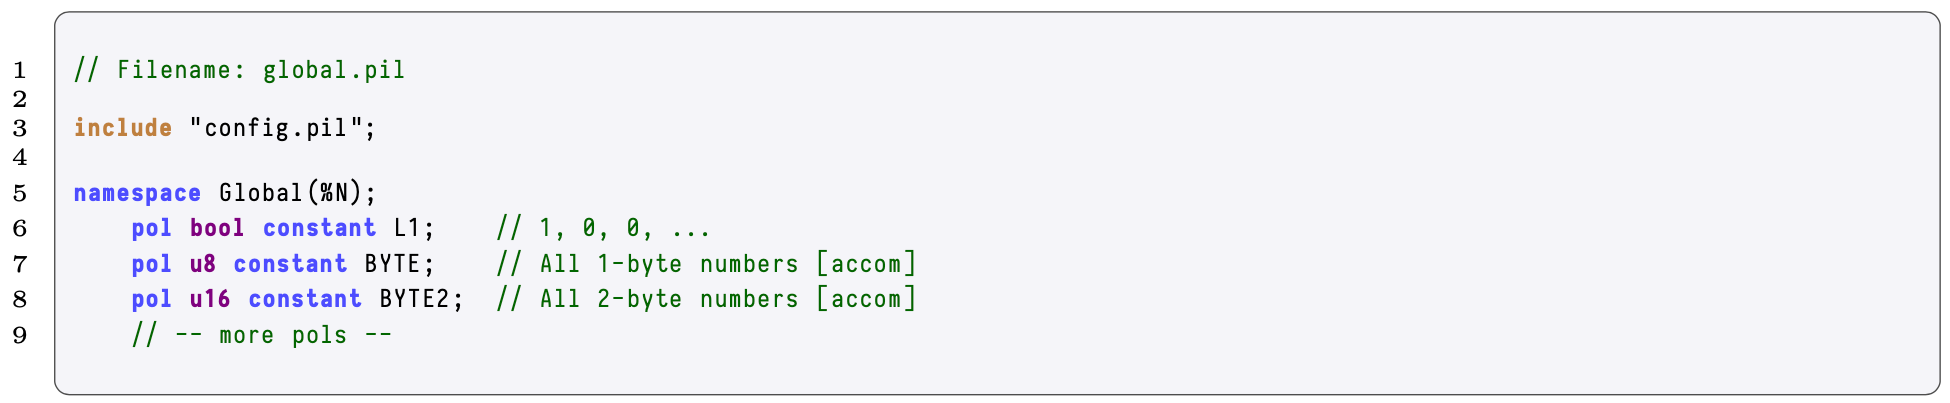 1 // Filename: global.pil
2
3 include "config.pil";
4
5 namespace Global(%N);
6 pol bool constant L1; // 1, 0, 0, ...
7 pol u8 constant BYTE; // All 1-byte numbers [accom]
8 pol u16 constant BYTE2; // All 2-byte numbers [accom]
9 // -- more pols --